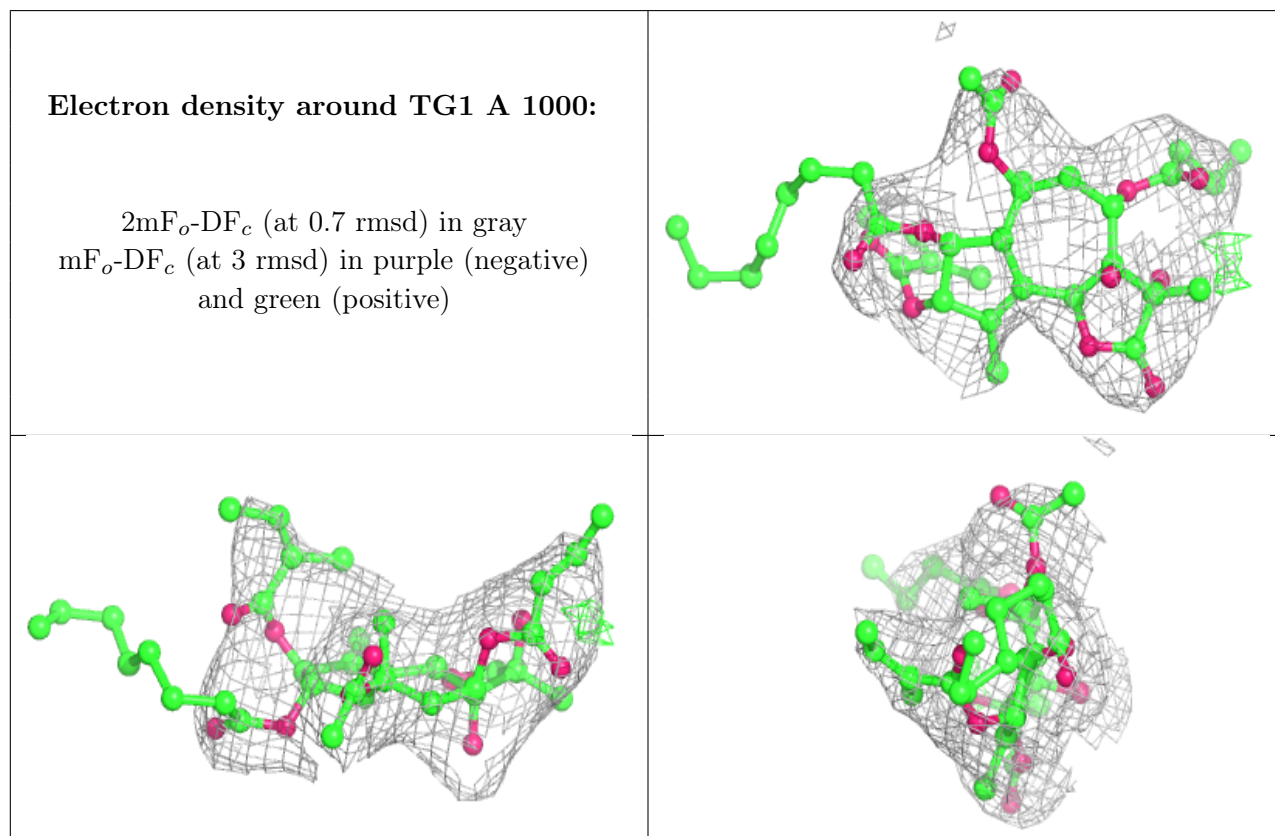 Electron density around TG1 A 1000:
2mFₒ-DF𝒸 (at 0.7 rmsd) in gray
mFₒ-DF𝒸 (at 3 rmsd) in purple (negative)
and green (positive)